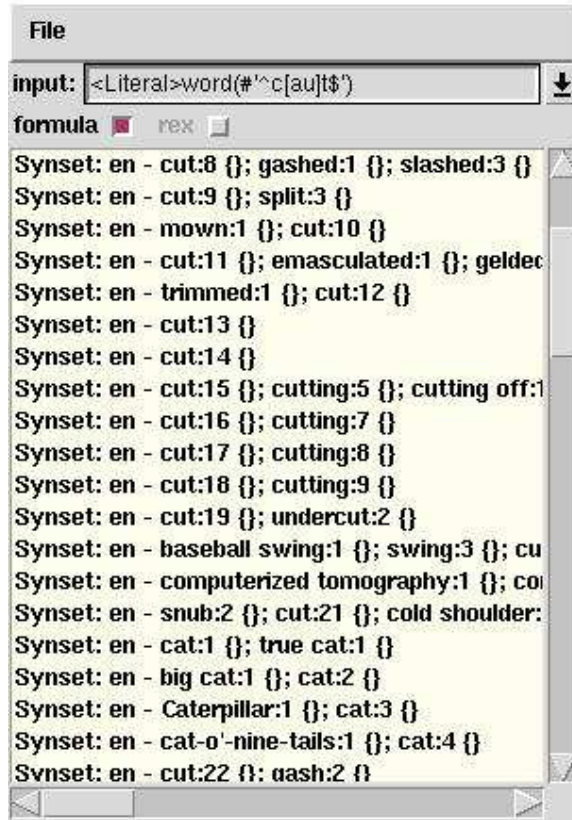 File
input: <Literal>word(#'^c[au]t$')
formula rex
Synset: en - cut:8 {}; gashed:1 {}; slashed:3 {}
Synset: en - cut:9 {}; split:3 {}
Synset: en - mown:1 {}; cut:10 {}
Synset: en - cut:11 {}; emasculated:1 {}; gelded
Synset: en - trimmed:1 {}; cut:12 {}
Synset: en - cut:13 {}
Synset: en - cut:14 {}
Synset: en - cut:15 {}; cutting:5 {}; cutting off:1
Synset: en - cut:16 {}; cutting:7 {}
Synset: en - cut:17 {}; cutting:8 {}
Synset: en - cut:18 {}; cutting:9 {}
Synset: en - cut:19 {}; undercut:2 {}
Synset: en - baseball swing:1 {}; swing:3 {}; cu
Synset: en - computerized tomography:1 {}; co
Synset: en - snub:2 {}; cut:21 {}; cold shoulder:
Synset: en - cat:1 {}; true cat:1 {}
Synset: en - big cat:1 {}; cat:2 {}
Synset: en - Caterpillar:1 {}; cat:3 {}
Synset: en - cat-o'-nine-tails:1 {}; cat:4 {}
Synset: en - cut:22 {}; gash:2 {}